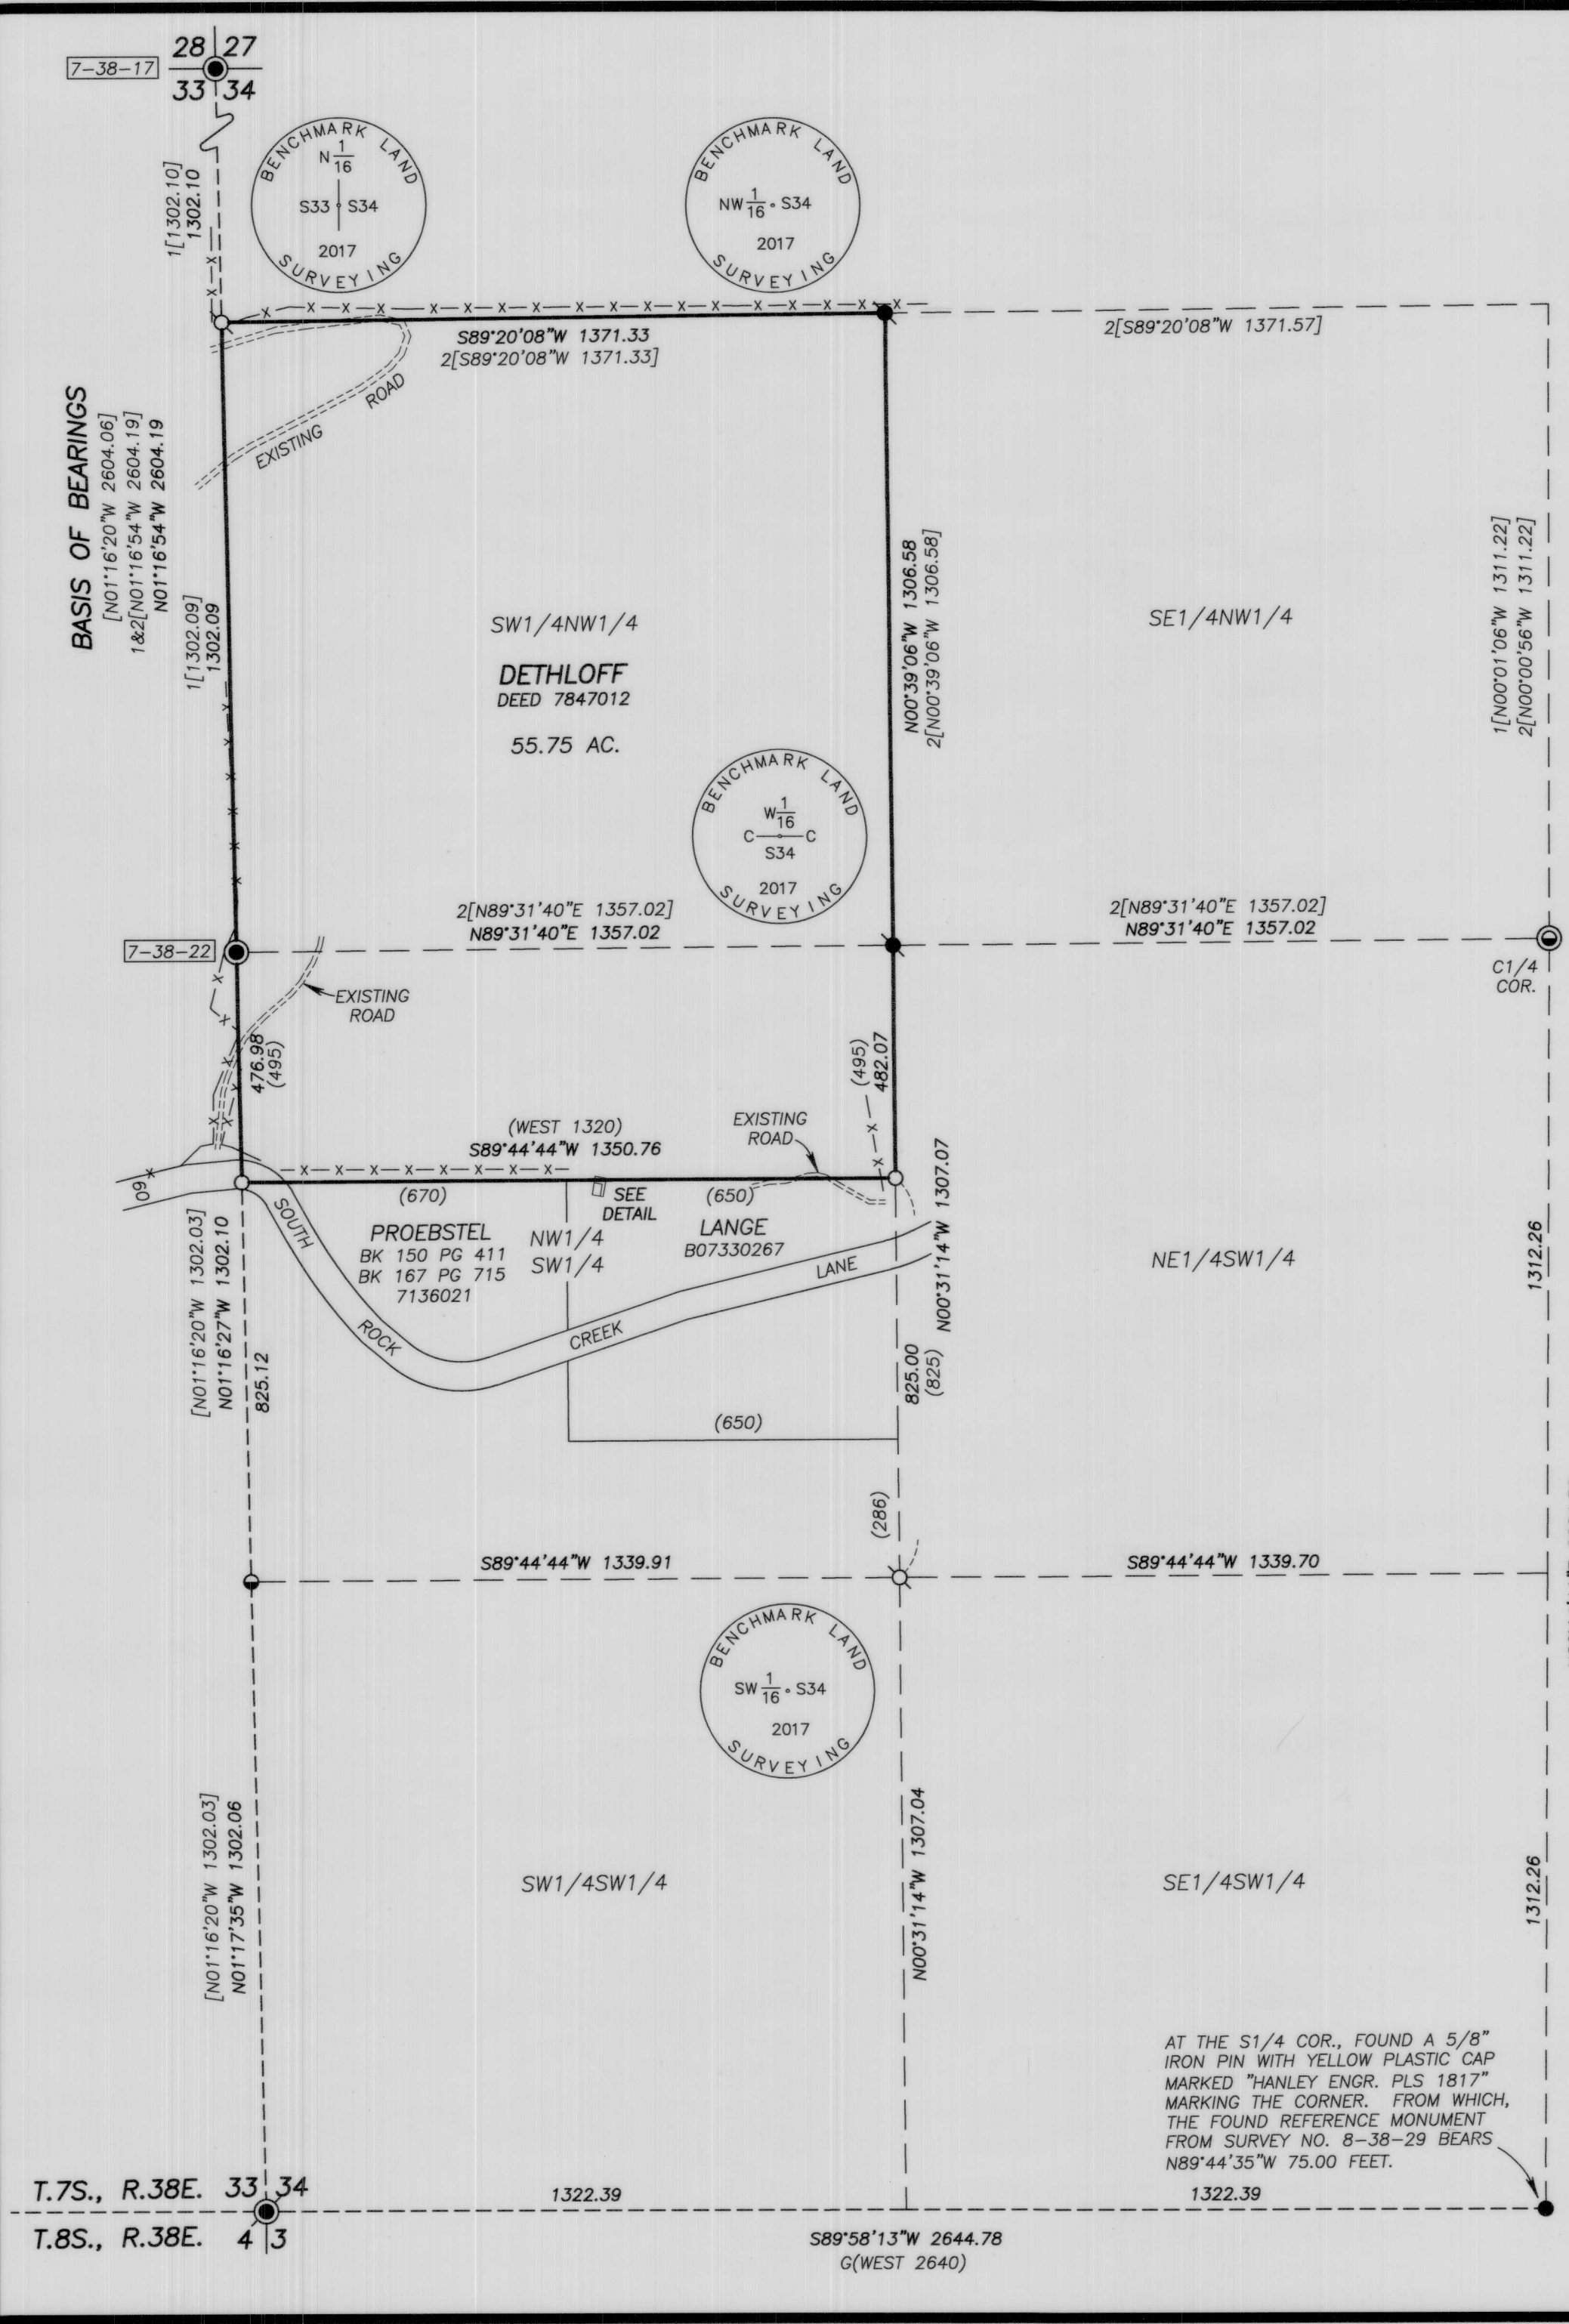 28 27
7-38-17
33 34
BENCHMARK LAND
N 1/16
S33 S34
2017
SURVEYING
BENCHMARK LAND
NW 1/16 S34
2017
SURVEYING
1[1302.10]
1302.10
S89°20'08"W 1371.33
2[S89°20'08"W 1371.33]
2[S89°20'08"W 1371.57]
EXISTING ROAD
BASIS OF BEARINGS
[N01°16'20"W 2604.06]
1&2[N01°16'54"W 2604.19]
N01°16'54"W 2604.19
1[1302.09]
1302.09
N00°39'06"W 1306.58
2[N00°39'06"W 1306.58]
1[N00°01'06"W 1311.22]
2[N00°00'56"W 1311.22]
SW1/4NW1/4
SE1/4NW1/4
DETHLOFF
DEED 7847012
55.75 AC.
BENCHMARK LAND
W 1/16
C C
S34
2017
SURVEYING
2[N89°31'40"E 1357.02]
N89°31'40"E 1357.02
2[N89°31'40"E 1357.02]
N89°31'40"E 1357.02
7-38-22
C1/4
COR.
EXISTING
ROAD
476.98
(495)
(495)
482.07
(WEST 1320)
S89°44'44"W 1350.76
EXISTING
ROAD
60
(670)
SEE
DETAIL
(650)
SOUTH ROCK CREEK LANE
PROEBSTEL
BK 150 PG 411
BK 167 PG 715
7136021
NW1/4
SW1/4
LANGE
B07330267
N00°31'14"W 1307.07
NE1/4SW1/4
1312.26
[N01°16'20"W 1302.03]
N01°16'27"W 1302.10
825.12
825.00
(825)
(650)
(286)
S89°44'44"W 1339.91
S89°44'44"W 1339.70
BENCHMARK LAND
SW 1/16 S34
2017
SURVEYING
[N01°16'20"W 1302.03]
N01°17'35"W 1302.06
N00°31'14"W 1307.04
SW1/4SW1/4
SE1/4SW1/4
1312.26
AT THE S1/4 COR., FOUND A 5/8"
IRON PIN WITH YELLOW PLASTIC CAP
MARKED "HANLEY ENGR. PLS 1817"
MARKING THE CORNER. FROM WHICH,
THE FOUND REFERENCE MONUMENT
FROM SURVEY NO. 8-38-29 BEARS
N89°44'35"W 75.00 FEET.
T.7S., R.38E. 33 34
1322.39
1322.39
T.8S., R.38E. 4 3
S89°58'13"W 2644.78
G(WEST 2640)